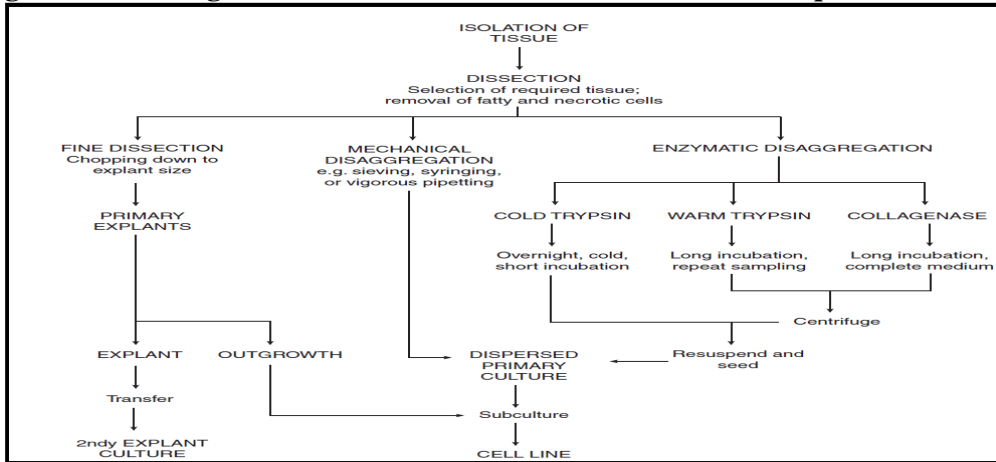 ISOLATION OF
TISSUE
DISSECTION
Selection of required tissue;
removal of fatty and necrotic cells
FINE DISSECTION
Chopping down to
explant size
MECHANICAL
DISAGGREGATION
e.g. sieving, syringing,
or vigorous pipetting
ENZYMATIC DISAGGREGATION
PRIMARY
EXPLANTS
COLD TRYPSIN
WARM TRYPSIN
COLLAGENASE
Overnight, cold,
short incubation
Long incubation,
repeat sampling
Long incubation,
complete medium
Centrifuge
EXPLANT
OUTGROWTH
DISPERSED
PRIMARY
CULTURE
Resuspend and
seed
Transfer
Subculture
2ndy EXPLANT
CULTURE
CELL LINE